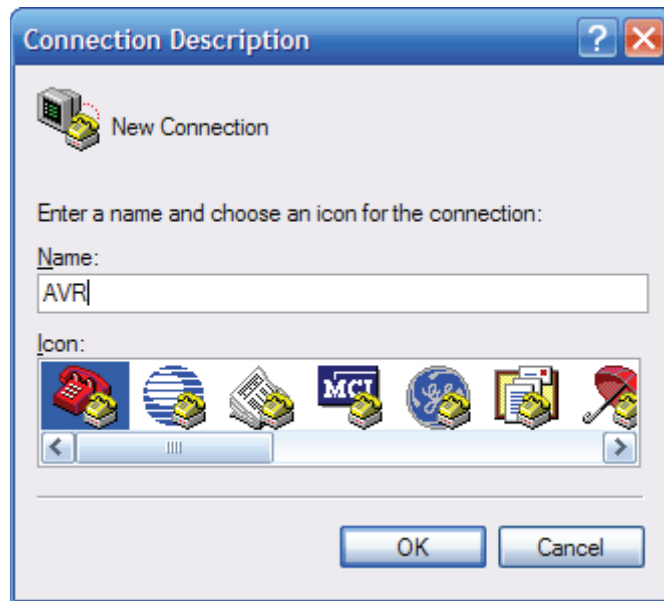 Connection Description
New Connection
Enter a name and choose an icon for the connection:
Name:
AVR
Icon:
MCI
OK Cancel